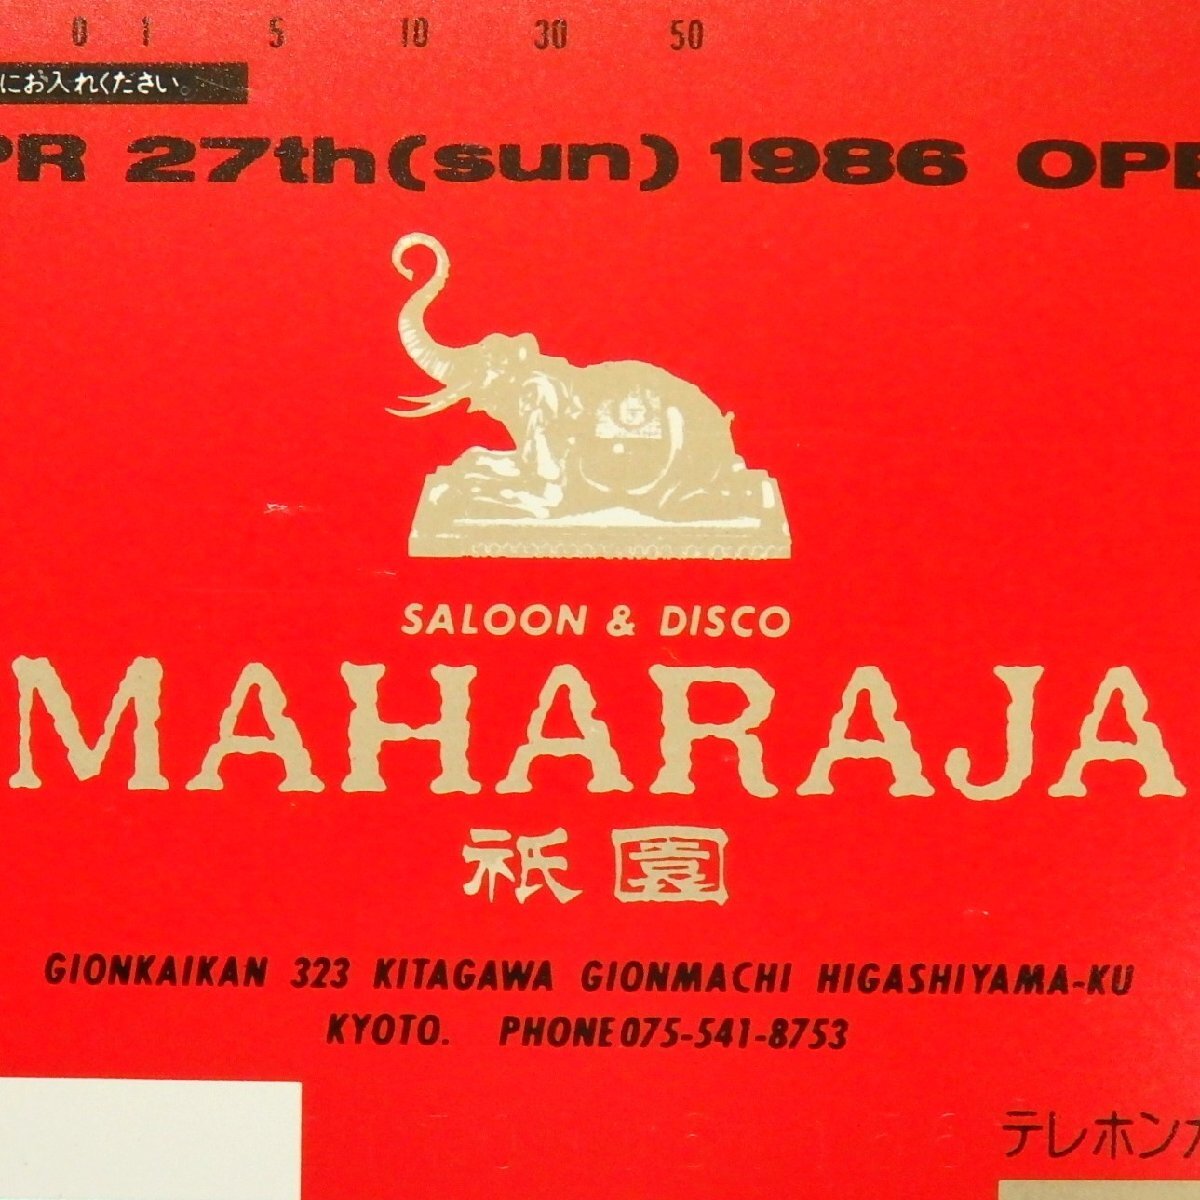 0 1 5 10 30 50
にお入れください。
PR 27th(sun) 1986 OPE
SALOON & DISCO
MAHARAJA
祇園
GIONKAIKAN 323 KITAGAWA GIONMACHI HIGASHIYAMA-KU
KYOTO. PHONE 075-541-8753
テレホンカ